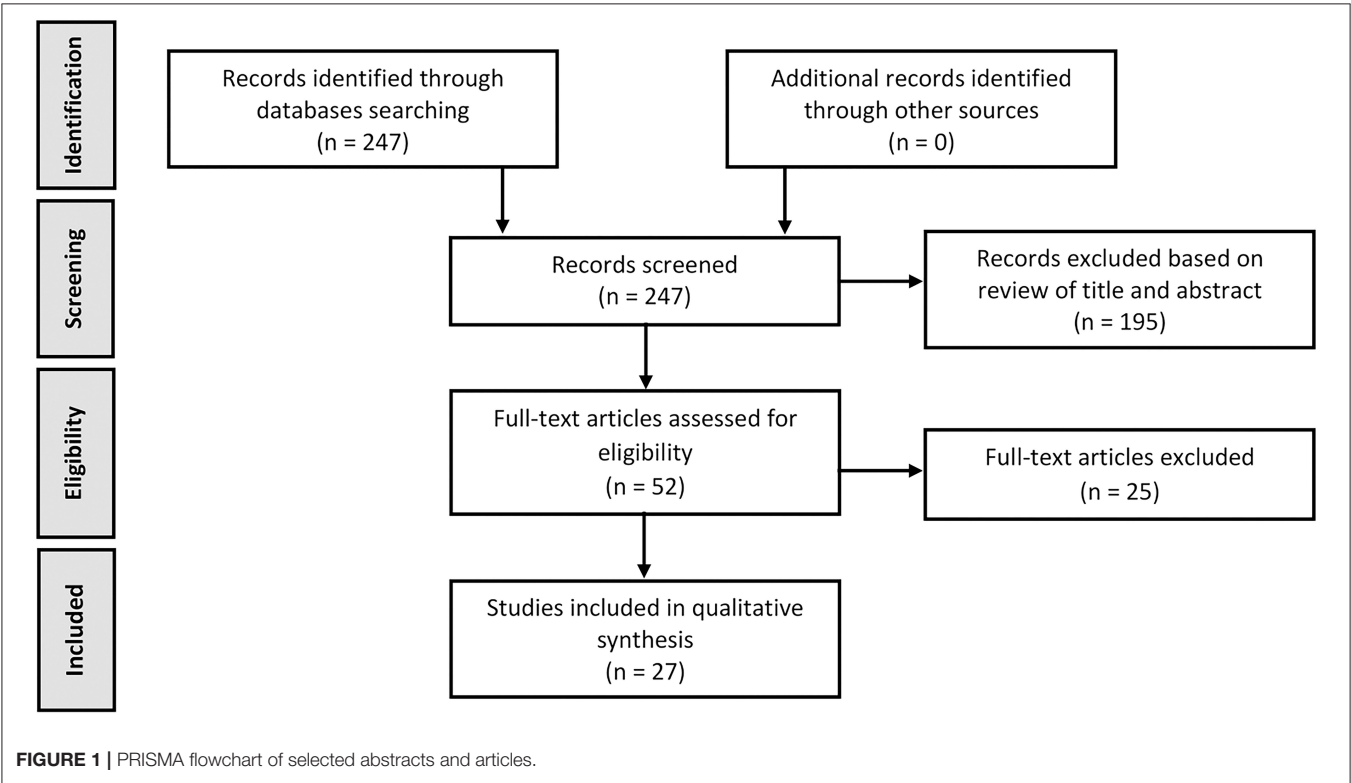 Identification
Records identified through
databases searching
(n = 247)
Additional records identified
through other sources
(n = 0)
Screening
Records screened
(n = 247)
Records excluded based on
review of title and abstract
(n = 195)
Eligibility
Full-text articles assessed for
eligibility
(n = 52)
Full-text articles excluded
(n = 25)
Included
Studies included in qualitative
synthesis
(n = 27)
FIGURE 1 | PRISMA flowchart of selected abstracts and articles.